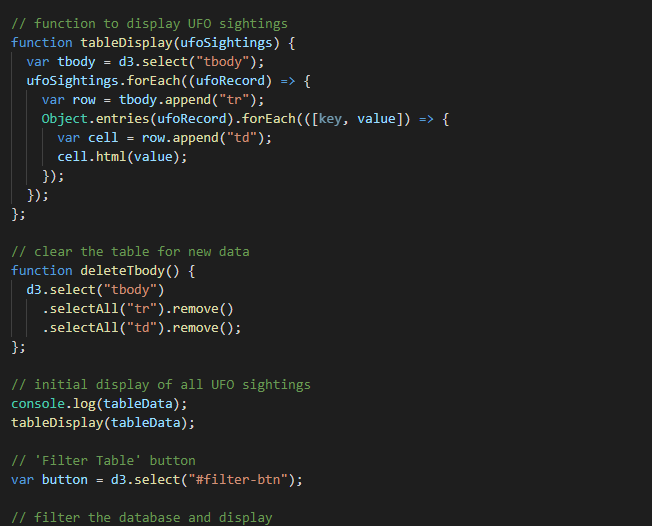 // function to display UFO sightings
function tableDisplay(ufoSightings) {
  var tbody = d3.select("tbody");
  ufoSightings.forEach((ufoRecord) => {
    var row = tbody.append("tr");
    Object.entries(ufoRecord).forEach(([key, value]) => {
      var cell = row.append("td");
      cell.html(value);
    });
  });
};

// clear the table for new data
function deleteTbody() {
  d3.select("tbody")
    .selectAll("tr").remove()
    .selectAll("td").remove();
};

// initial display of all UFO sightings
console.log(tableData);
tableDisplay(tableData);

// 'Filter Table' button
var button = d3.select("#filter-btn");

// filter the database and display